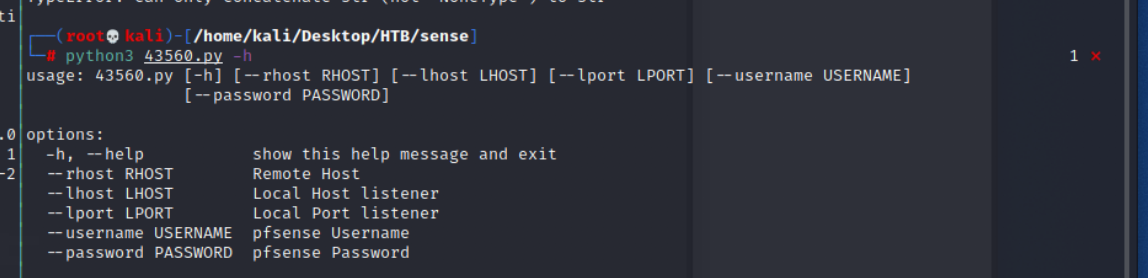 TypeError: can only concatenate str (not "NoneType") to str
ti
┌──(root💀kali)-[/home/kali/Desktop/HTB/sense]
└─# python3 43560.py -h 1 ⨯
usage: 43560.py [-h] [--rhost RHOST] [--lhost LHOST] [--lport LPORT] [--username USERNAME]
[--password PASSWORD]
.0 options:
1 -h, --help show this help message and exit
-2 --rhost RHOST Remote Host
--lhost LHOST Local Host listener
--lport LPORT Local Port listener
--username USERNAME pfsense Username
--password PASSWORD pfsense Password